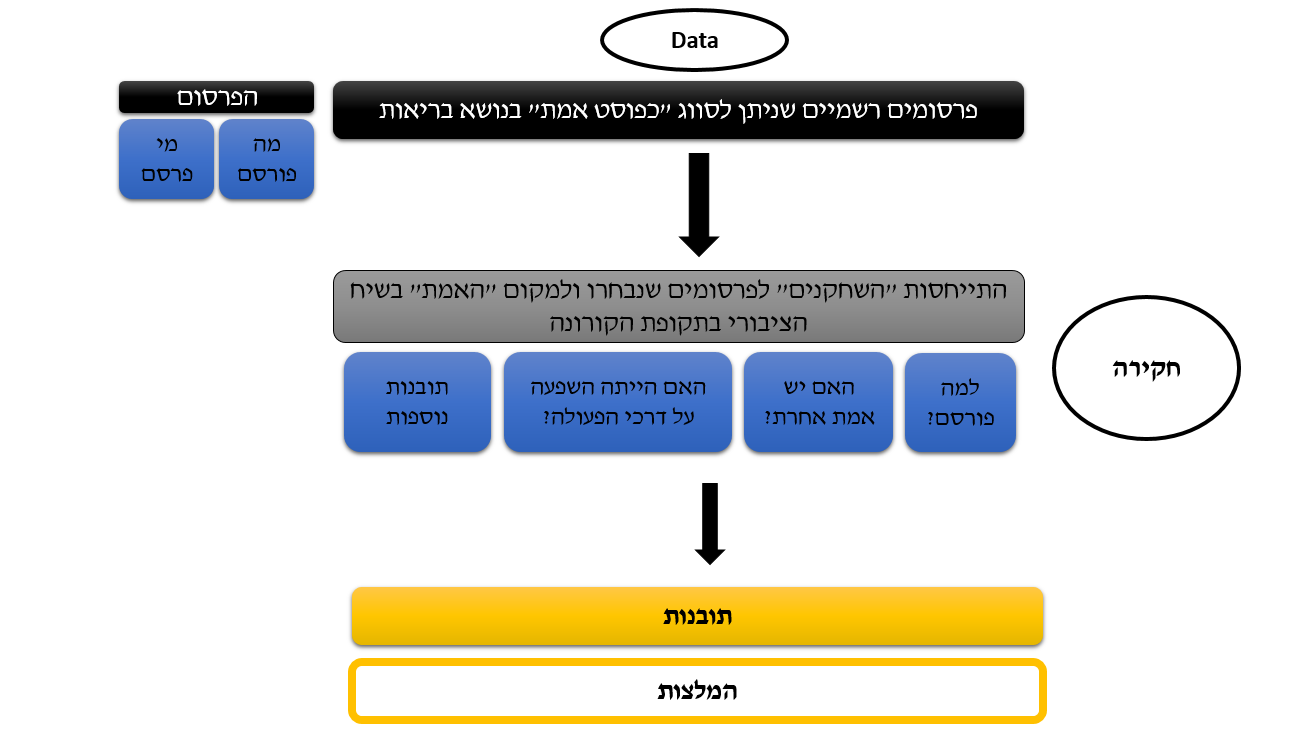 Data
פרסומים רשמיים שניתן לסווג "כפוסט אמת" בנושא בריאות
הפרסום
מה
פורסם
מי
פרסם
התייחסות "השחקנים" לפרסומים שנבחרו ולמקום "האמת" בשיח
הציבורי בתקופת הקורונה
חקירה
למה
פורסם?
האם יש
אמת אחרת?
האם הייתה השפעה
על דרכי הפעולה?
תובנות
נוספות
תובנות
המלצות